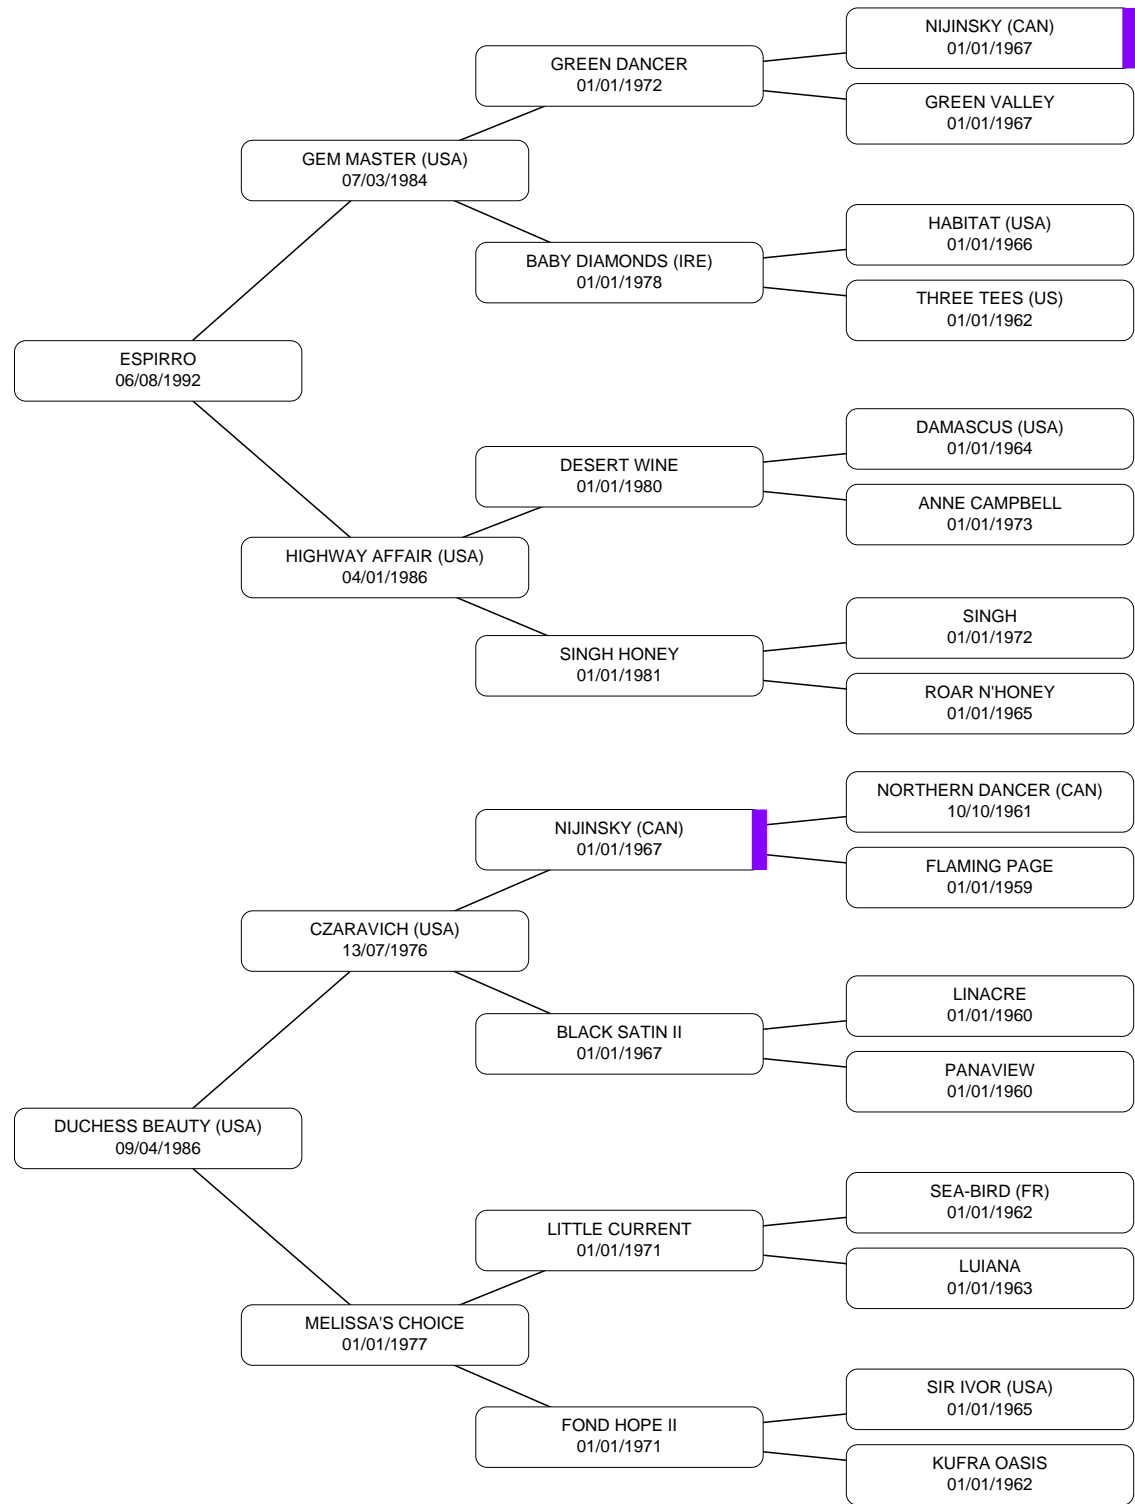 NIJINSKY (CAN)
01/01/1967
GREEN DANCER
01/01/1972
GREEN VALLEY
01/01/1967
GEM MASTER (USA)
07/03/1984
HABITAT (USA)
01/01/1966
BABY DIAMONDS (IRE)
01/01/1978
THREE TEES (US)
01/01/1962
ESPIRRO
06/08/1992
DAMASCUS (USA)
01/01/1964
DESERT WINE
01/01/1980
ANNE CAMPBELL
01/01/1973
HIGHWAY AFFAIR (USA)
04/01/1986
SINGH
01/01/1972
SINGH HONEY
01/01/1981
ROAR N'HONEY
01/01/1965
NORTHERN DANCER (CAN)
10/10/1961
NIJINSKY (CAN)
01/01/1967
FLAMING PAGE
01/01/1959
CZARAVICH (USA)
13/07/1976
LINACRE
01/01/1960
BLACK SATIN II
01/01/1967
PANAVIEW
01/01/1960
DUCHESS BEAUTY (USA)
09/04/1986
SEA-BIRD (FR)
01/01/1962
LITTLE CURRENT
01/01/1971
LUIANA
01/01/1963
MELISSA'S CHOICE
01/01/1977
SIR IVOR (USA)
01/01/1965
FOND HOPE II
01/01/1971
KUFRA OASIS
01/01/1962